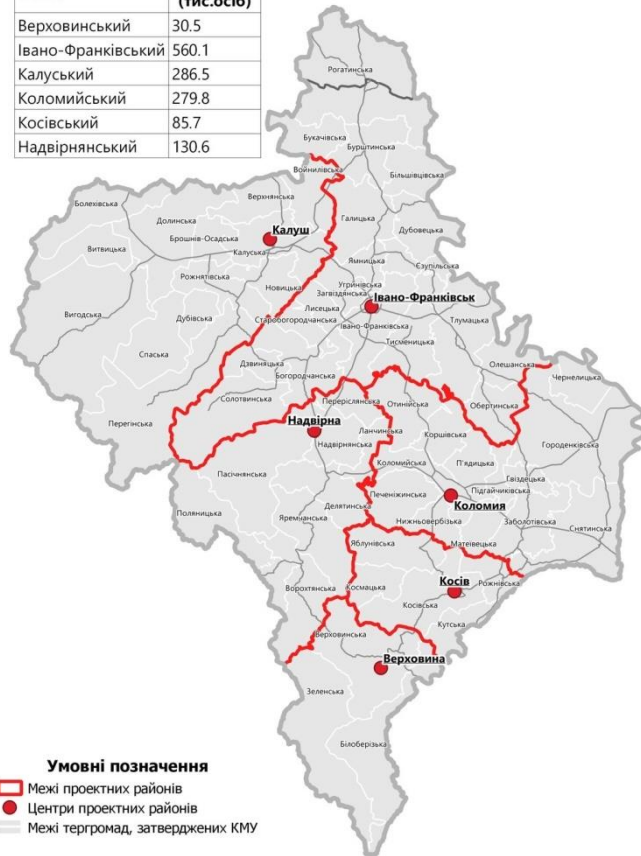 (тис.осіб)
Верховинський 30.5
Івано-Франківський 560.1
Калуський 286.5
Коломийський 279.8
Косівський 85.7
Надвірнянський 130.6
Рогатинська
Букачівська
Бурштинська
Войнилівська
Більшівцівська
Болехівська
Верхнянська
Долинська
Галицька
Дубовецька
Витвицька
Брошнів-Осадська
Калуш
Калуська
Ямницька
Єзупільська
Рожнятівська
Новицька
Угринівська
Загвіздянська
Івано-Франківськ
Вигодська
Дубівська
Лисецька
Старобогородчанська
Івано-Франківська
Тлумацька
Тисменицька
Спаська
Дзвиняцька
Богородчанська
Олешанська
Чернелицька
Перегінська
Солотвинська
Переріслянська
Отинійська
Обертинська
Надвірна
Ланчинська
Надвірнянська
Коршівська
Городенківська
Пасічнянська
Коломийська
П'ядицька
Гвіздецька
Поляницька
Печеніжинська
Підгайчиківська
Делятинська
Коломия
Яремчанська
Нижньовербізька
Заболотівська
Снятинська
Яблунівська
Матеївецька
Ворохтянська
Космацька
Косів
Рожнівська
Косівська
Кутська
Верховинська
Верховина
Зеленська
Білоберізька
Умовні позначення
Межі проектних районів
Центри проектних районів
Межі тергромад, затверджених КМУ